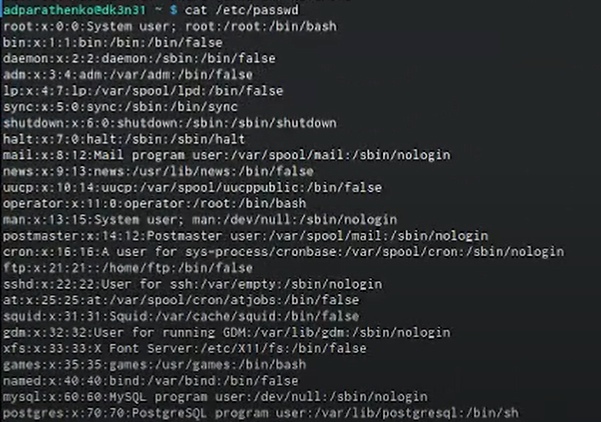 adparathenko@dk3n31 ~ $ cat /etc/passwd
root:x:0:0:System user; root:/root:/bin/bash
bin:x:1:1:bin:/bin:/bin/false
daemon:x:2:2:daemon:/sbin:/bin/false
adm:x:3:4:adm:/var/adm:/bin/false
lp:x:4:7:lp:/var/spool/lpd:/bin/false
sync:x:5:0:sync:/sbin:/bin/sync
shutdown:x:6:0:shutdown:/sbin:/sbin/shutdown
halt:x:7:0:halt:/sbin:/sbin/halt
mail:x:8:12:Mail program user:/var/spool/mail:/sbin/nologin
news:x:9:13:news:/usr/lib/news:/bin/false
uucp:x:10:14:uucp:/var/spool/uucppublic:/bin/false
operator:x:11:0:operator:/root:/bin/bash
man:x:13:15:System user; man:/dev/null:/sbin/nologin
postmaster:x:14:12:Postmaster user:/var/spool/mail:/sbin/nologin
cron:x:16:16:A user for sys-process/cronbase:/var/spool/cron:/sbin/nologin
ftp:x:21:21::/home/ftp:/bin/false
sshd:x:22:22:User for ssh:/var/empty:/sbin/nologin
at:x:25:25:at:/var/spool/cron/atjobs:/bin/false
squid:x:31:31:Squid:/var/cache/squid:/bin/false
gdm:x:32:32:User for running GDM:/var/lib/gdm:/sbin/nologin
xfs:x:33:33:X Font Server:/etc/X11/fs:/bin/false
games:x:35:35:games:/usr/games:/bin/bash
named:x:40:40:bind:/var/bind:/bin/false
mysql:x:60:60:MySQL program user:/dev/null:/sbin/nologin
postgres:x:70:70:PostgreSQL program user:/var/lib/postgresql:/bin/sh